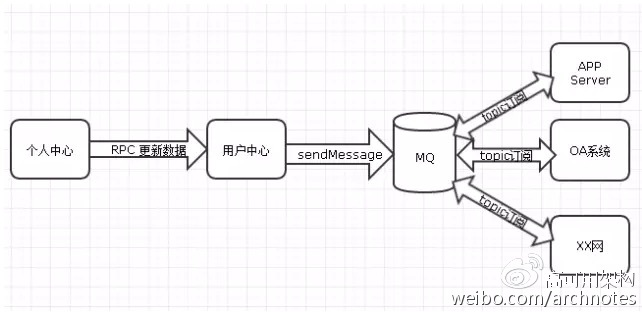 APP
Server
topic订阅
个人中心
RPC 更新数据
用户中心
sendMessage
MQ
topic订阅
OA系统
topic订阅
XX网
高可用架构
weibo.com/archnotes